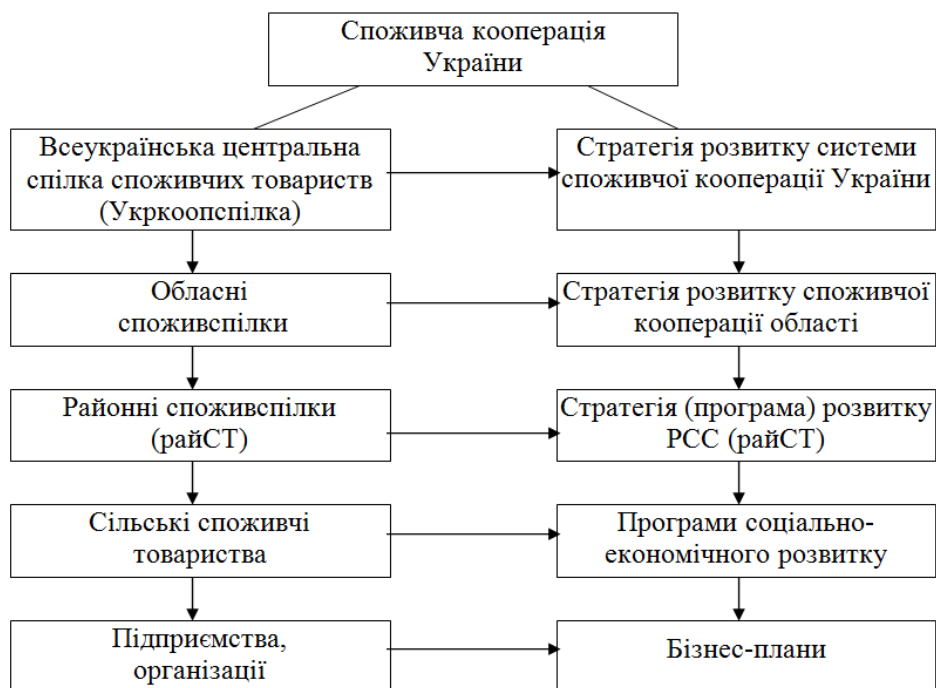 Споживча кооперація
України
Всеукраїнська центральна
спілка споживчих товариств
(Укркоопспілка)
Стратегія розвитку системи
споживчої кооперації України
Обласні
споживспілки
Стратегія розвитку споживчої
кооперації області
Районні споживспілки
(райСТ)
Стратегія (програма) розвитку
РСС (райСТ)
Сільські споживчі
товариства
Програми соціально-
економічного розвитку
Підприємства,
організації
Бізнес-плани